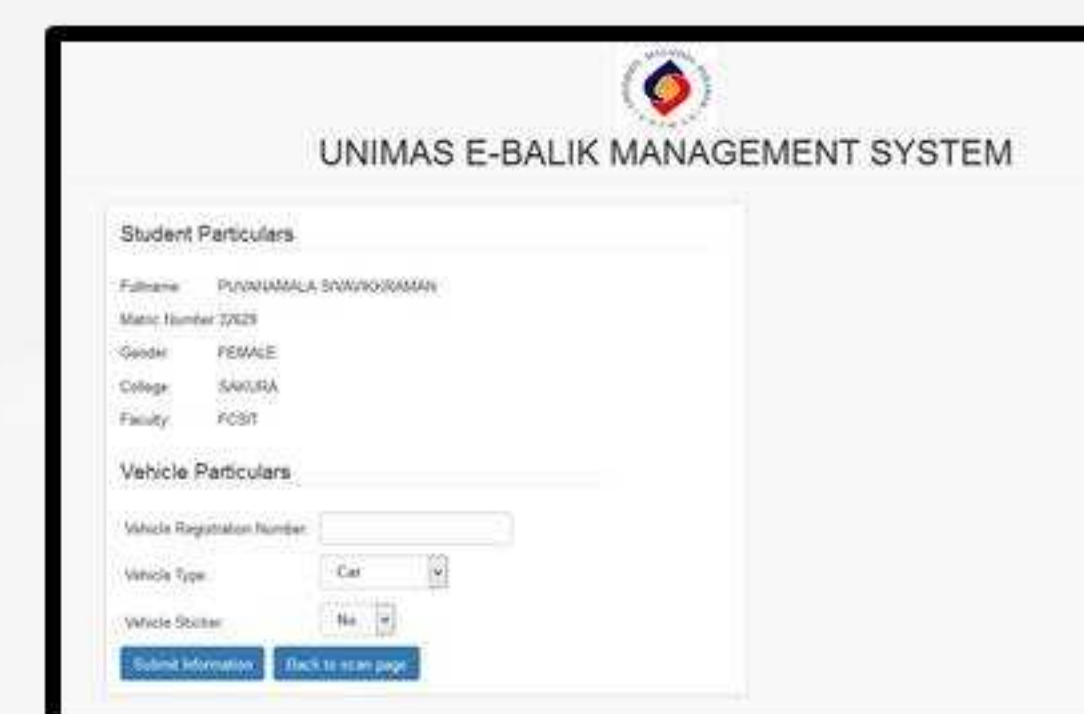 UNIMAS E-BALIK MANAGEMENT SYSTEM
Student Particulars
Fullname PUVANAMALA SIVAVIKKRAMAN
Matric Number
Gender FEMALE
College SAKURA
Faculty FCSIT
Vehicle Particulars
Vehicle Registration Number
Vehicle Type Car
Vehicle Sticker No
Submit Information Back to scan page